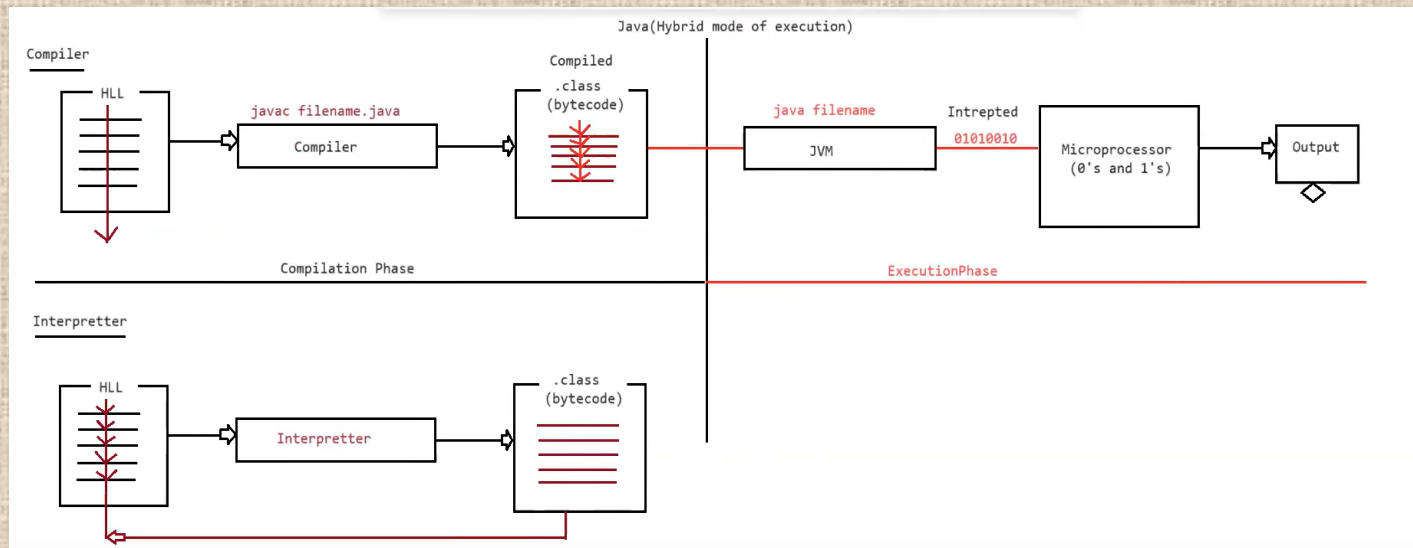 Java(Hybrid mode of execution)
Compiler
HLL
javac filename.java
Compiler
Compiled
.class
(bytecode)
java filename
JVM
Intrepted
01010010
Microprocessor
(0's and 1's)
Output
Compilation Phase
ExecutionPhase
Interpretter
HLL
Interpretter
.class
(bytecode)